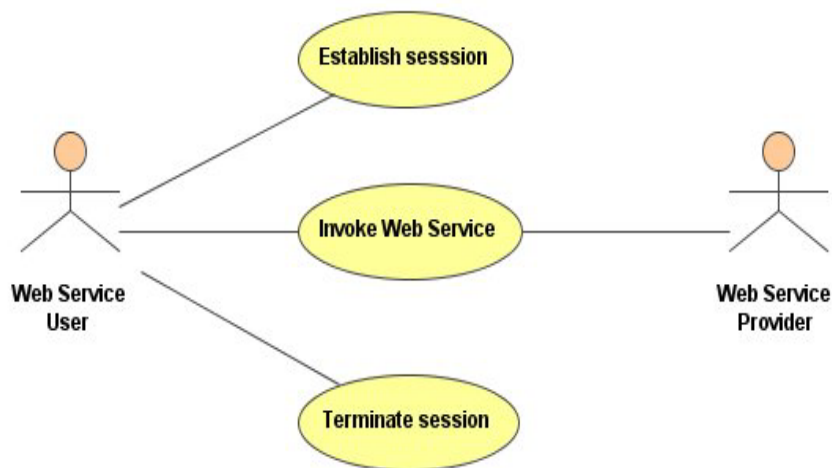 Establish sesssion
Invoke Web Service
Web Service
User
Web Service
Provider
Terminate session